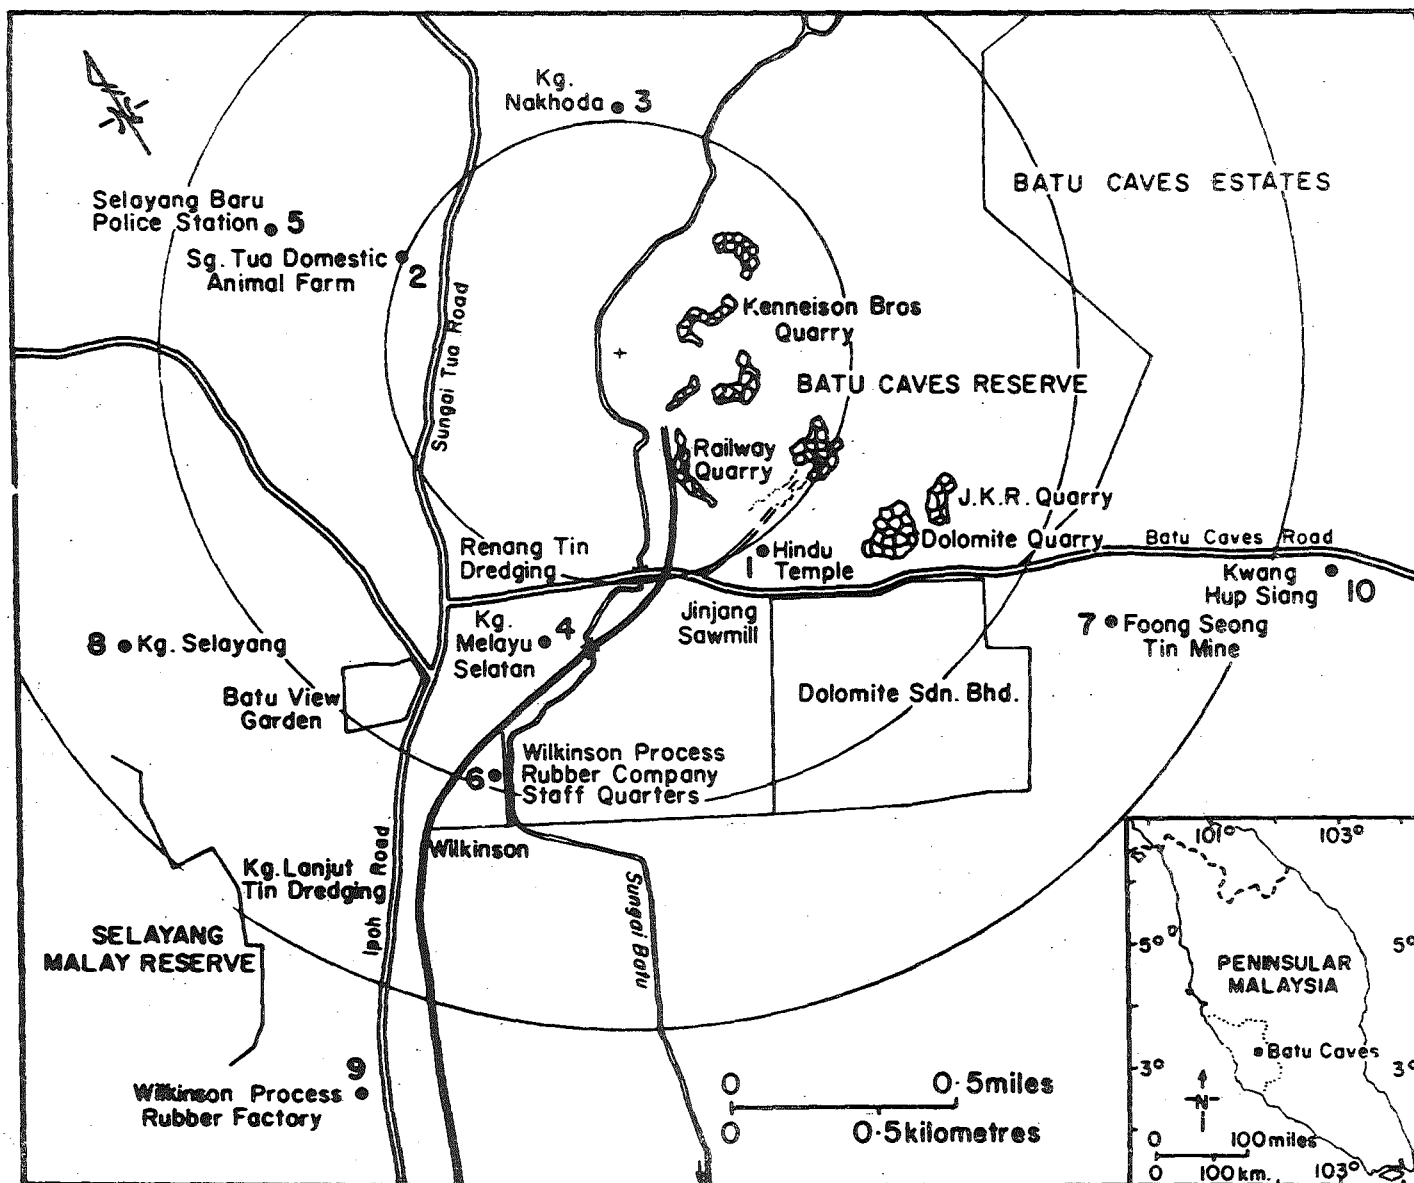 Kg.
Nakhoda 3
BATU CAVES ESTATES
Selayang Baru
Police Station 5
Sg. Tua Domestic
Animal Farm 2
Sungai Tua Road
Kenneison Bros
Quarry
BATU CAVES RESERVE
Railway
Quarry
J.K.R. Quarry
Dolomite Quarry
Batu Caves Road
Renang Tin
Dredging
1 Hindu
Temple
Kwang
Hup Siang 10
Jinjang
Sawmill
Kg.
Melayu 4
Selatan
7 Foong Seong
Tin Mine
8 Kg. Selayang
Batu View
Garden
Dolomite Sdn. Bhd.
6 Wilkinson Process
Rubber Company
Staff Quarters
Wilkinson
Kg. Lanjut
Tin Dredging
Ipoh Road
Sungai Batu
SELAYANG
MALAY RESERVE
9
Wilkinson Process
Rubber Factory
0 0·5miles
0 0·5kilometres
101° 103°
5° 5°
PENINSULAR
MALAYSIA
Batu Caves
3° 3°
N
0 100miles
0 100km.
103°